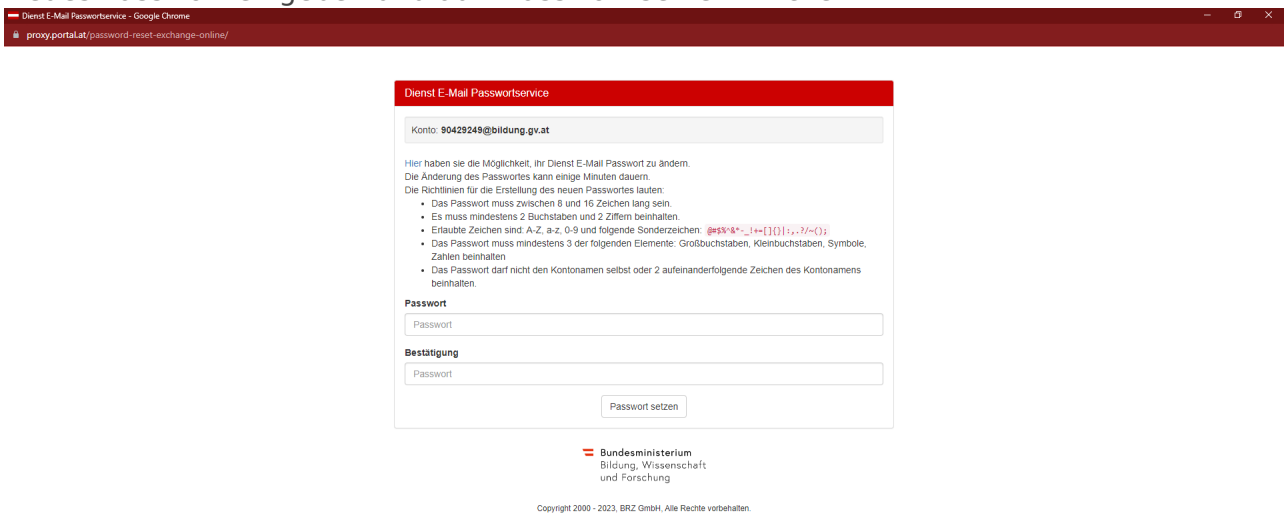 Dienst E-Mail Passwortservice - Google Chrome
proxy.portal.at/password-reset-exchange-online/
Dienst E-Mail Passwortservice
Konto: 90429249@bildung.gv.at
Hier haben sie die Möglichkeit, ihr Dienst E-Mail Passwort zu ändern.
Die Änderung des Passwortes kann einige Minuten dauern.
Die Richtlinien für die Erstellung des neuen Passwortes lauten:
• Das Passwort muss zwischen 8 und 16 Zeichen lang sein.
• Es muss mindestens 2 Buchstaben und 2 Ziffern beinhalten.
• Erlaubte Zeichen sind: A-Z, a-z, 0-9 und folgende Sonderzeichen: @#$%^&*-_!+=[]{}|:,.?/~();
• Das Passwort muss mindestens 3 der folgenden Elemente: Großbuchstaben, Kleinbuchstaben, Symbole,
Zahlen beinhalten
• Das Passwort darf nicht den Kontonamen selbst oder 2 aufeinanderfolgende Zeichen des Kontonamens
beinhalten.
Passwort
Passwort
Bestätigung
Passwort
Passwort setzen
Bundesministerium
Bildung, Wissenschaft
und Forschung
Copyright 2000 - 2023, BRZ GmbH, Alle Rechte vorbehalten.